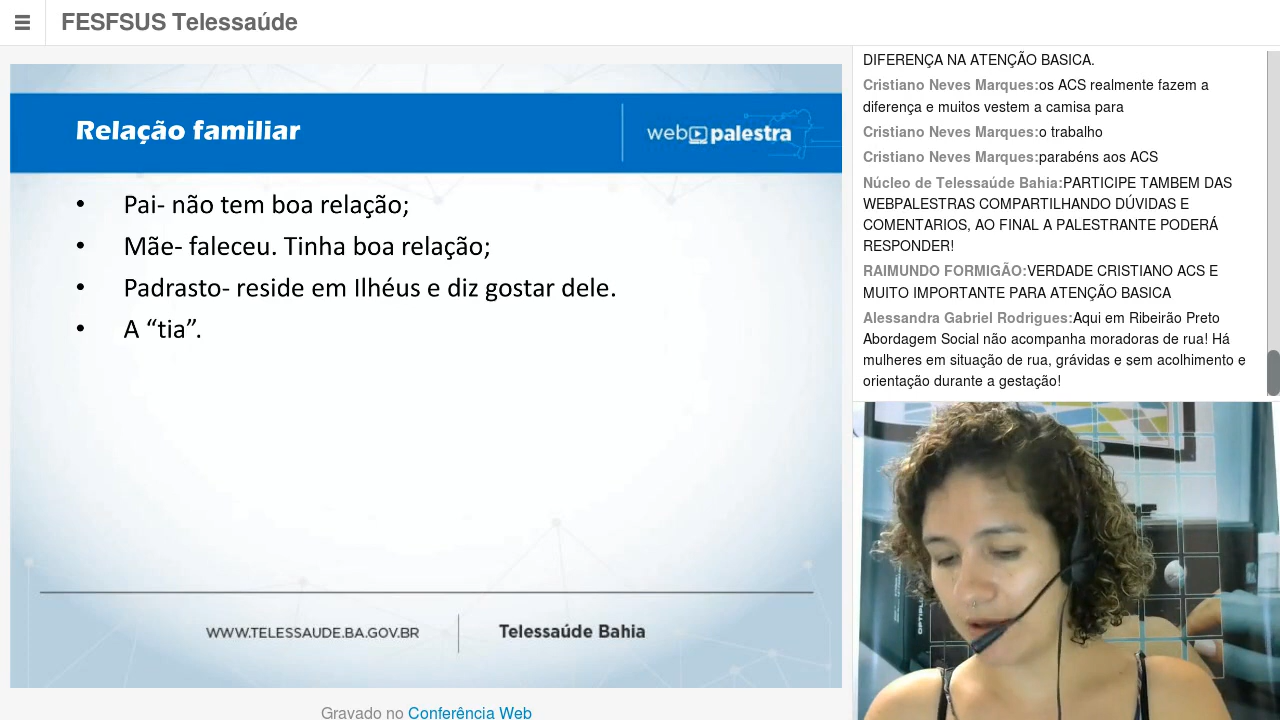 FESFSUS Telessaúde
Relação familiar
web palestra
• Pai- não tem boa relação;
• Mãe- faleceu. Tinha boa relação;
• Padrasto- reside em Ilhéus e diz gostar dele.
• A “tia”.
WWW.TELESSAUDE.BA.GOV.BR
Telessaúde Bahia
Gravado no Conferência Web
DIFERENÇA NA ATENÇÃO BASICA.
Cristiano Neves Marques:os ACS realmente fazem a
diferença e muitos vestem a camisa para
Cristiano Neves Marques:o trabalho
Cristiano Neves Marques:parabéns aos ACS
Núcleo de Telessaúde Bahia:PARTICIPE TAMBEM DAS
WEBPALESTRAS COMPARTILHANDO DÚVIDAS E
COMENTARIOS, AO FINAL A PALESTRANTE PODERÁ
RESPONDER!
RAIMUNDO FORMIGÃO:VERDADE CRISTIANO ACS E
MUITO IMPORTANTE PARA ATENÇÃO BASICA
Alessandra Gabriel Rodrigues:Aqui em Ribeirão Preto
Abordagem Social não acompanha moradoras de rua! Há
mulheres em situação de rua, grávidas e sem acolhimento e
orientação durante a gestação!